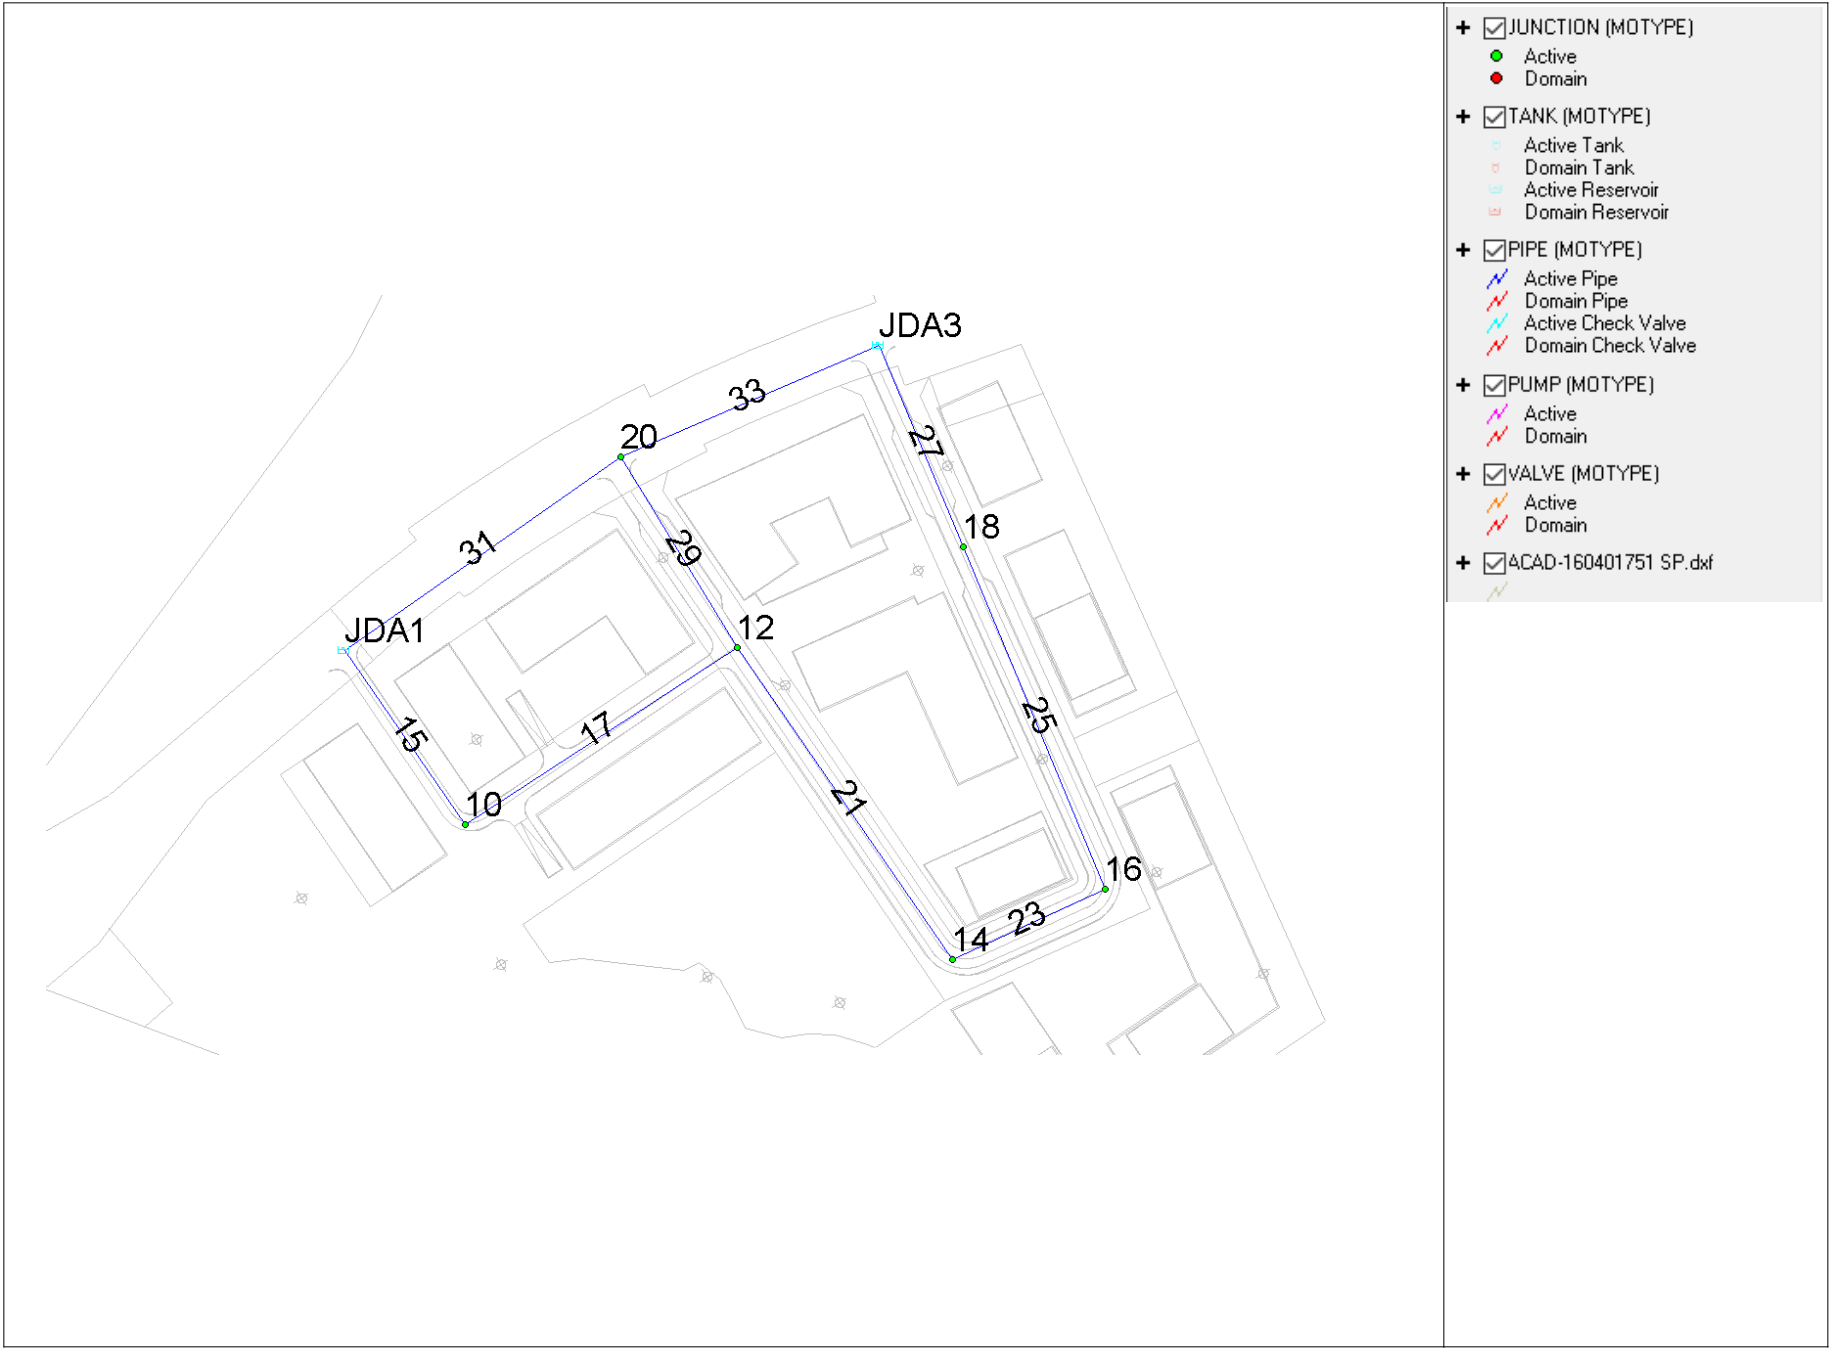 JDA3
33
27
20
31
29
18
12
JDA1
25
15
17
21
10
16
23
14
JUNCTION (MOTYPE)
Active
Domain
TANK (MOTYPE)
Active Tank
Domain Tank
Active Reservoir
Domain Reservoir
PIPE (MOTYPE)
Active Pipe
Domain Pipe
Active Check Valve
Domain Check Valve
PUMP (MOTYPE)
Active
Domain
VALVE (MOTYPE)
Active
Domain
ACAD-160401751 SP.dxf